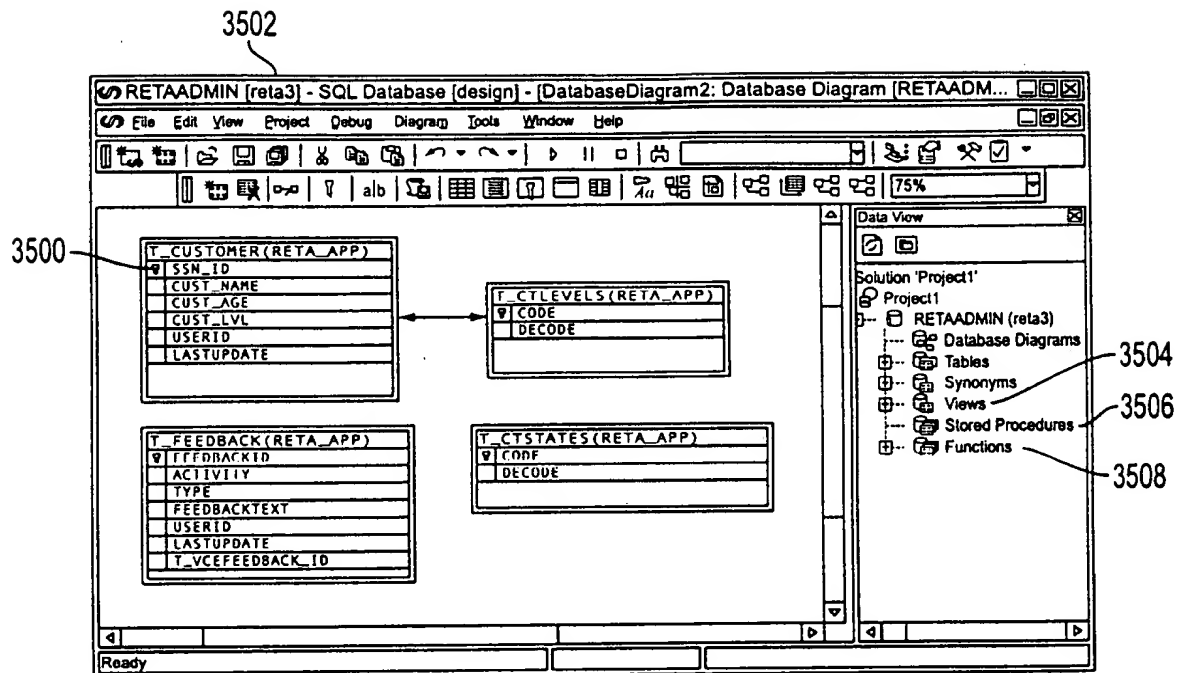 3502
RETAADMIN [reta3] - SQL Database [design] - [DatabaseDiagram2: Database Diagram [RETAADM...
File Edit View Project Debug Diagram Tools Window Help
a|b Aa 75%
Data View
3500
T_CUSTOMER(RETA_APP)
SSN_ID
CUST_NAME
CUST_AGE
CUST_LVL
USERID
LASTUPDATE
T_CTLEVELS(RETA_APP)
CODE
DECODE
T_FEEDBACK(RETA_APP)
FEEDBACKID
ACTIVITY
TYPE
FEEDBACKTEXT
USERID
LASTUPDATE
T_VCEFEEDBACK_ID
T_CTSTATES(RETA_APP)
CODE
DECODE
Solution 'Project1'
Project1
RETAADMIN (reta3)
Database Diagrams
Tables
Synonyms
Views
Stored Procedures
Functions
3504
3506
3508
Ready